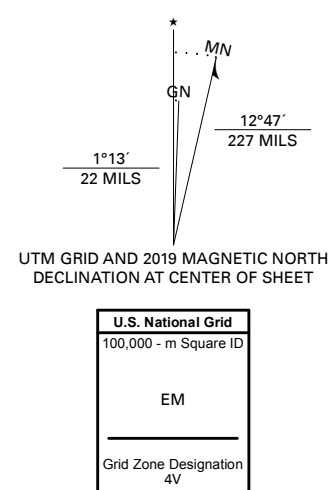 ★
MN
GN
12°47´
227 MILS
1°13´
22 MILS
UTM GRID AND 2019 MAGNETIC NORTH
DECLINATION AT CENTER OF SHEET
U.S. National Grid
100,000 - m Square ID
EM
Grid Zone Designation
4V